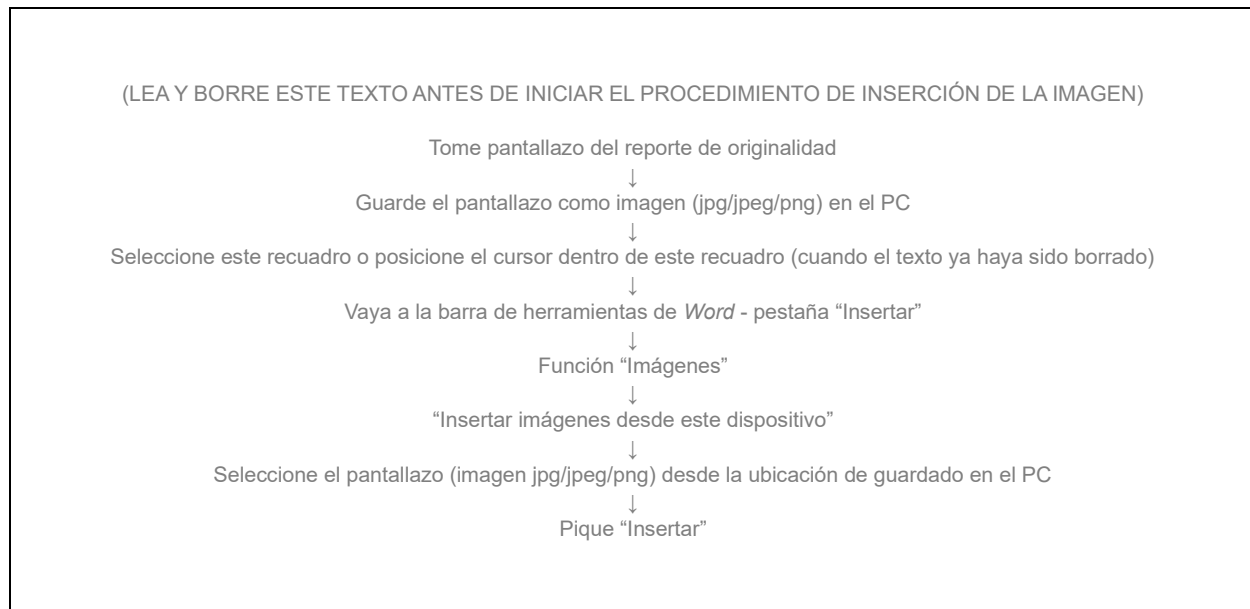 (LEA Y BORRE ESTE TEXTO ANTES DE INICIAR EL PROCEDIMIENTO DE INSERCIÓN DE LA IMAGEN)
Tome pantallazo del reporte de originalidad
↓
Guarde el pantallazo como imagen (jpg/jpeg/png) en el PC
↓
Seleccione este recuadro o posicione el cursor dentro de este recuadro (cuando el texto ya haya sido borrado)
↓
Vaya a la barra de herramientas de Word - pestaña “Insertar”
↓
Función “Imágenes”
↓
“Insertar imágenes desde este dispositivo”
↓
Seleccione el pantallazo (imagen jpg/jpeg/png) desde la ubicación de guardado en el PC
↓
Pique “Insertar”